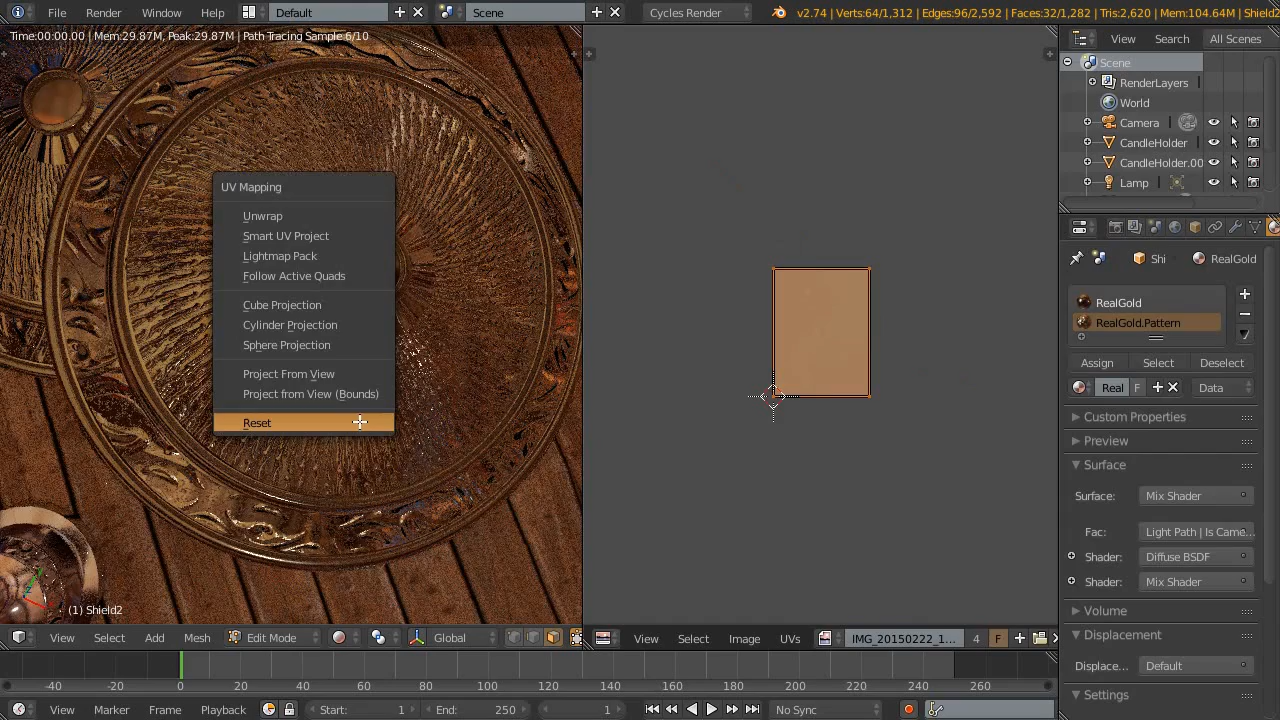 File Render Window Help Default Scene Cycles Render v2.74 | Verts:64/1,312 | Edges:96/2,592 | Faces:32/1,282 | Tris:2,620 | Mem:104.64M | Shield2
Time:00:00.00 | Mem:29.87M, Peak:29.87M | Path Tracing Sample 6/10
View Search All Scenes
Scene
RenderLayers
World
Camera
CandleHolder
CandleHolder.00
Lamp
UV Mapping
Unwrap
Smart UV Project
Lightmap Pack
Follow Active Quads
Cube Projection
Cylinder Projection
Sphere Projection
Project From View
Project from View (Bounds)
Reset
Shi RealGold
RealGold
RealGold.Pattern
Assign Select Deselect
Real F Data
Custom Properties
Preview
Surface
Surface: Mix Shader
Fac: Light Path | Is Came...
Shader: Diffuse BSDF
Shader: Mix Shader
Volume
Displacement
Displace... Default
Settings
(1) Shield2
View Select Add Mesh Edit Mode Global
View Select Image UVs IMG_20150222_1... 4 F
-40 -20 0 20 40 60 80 100 120 140 160 180 200 220 240 260
View Marker Frame Playback Start: 1 End: 250 1 No Sync